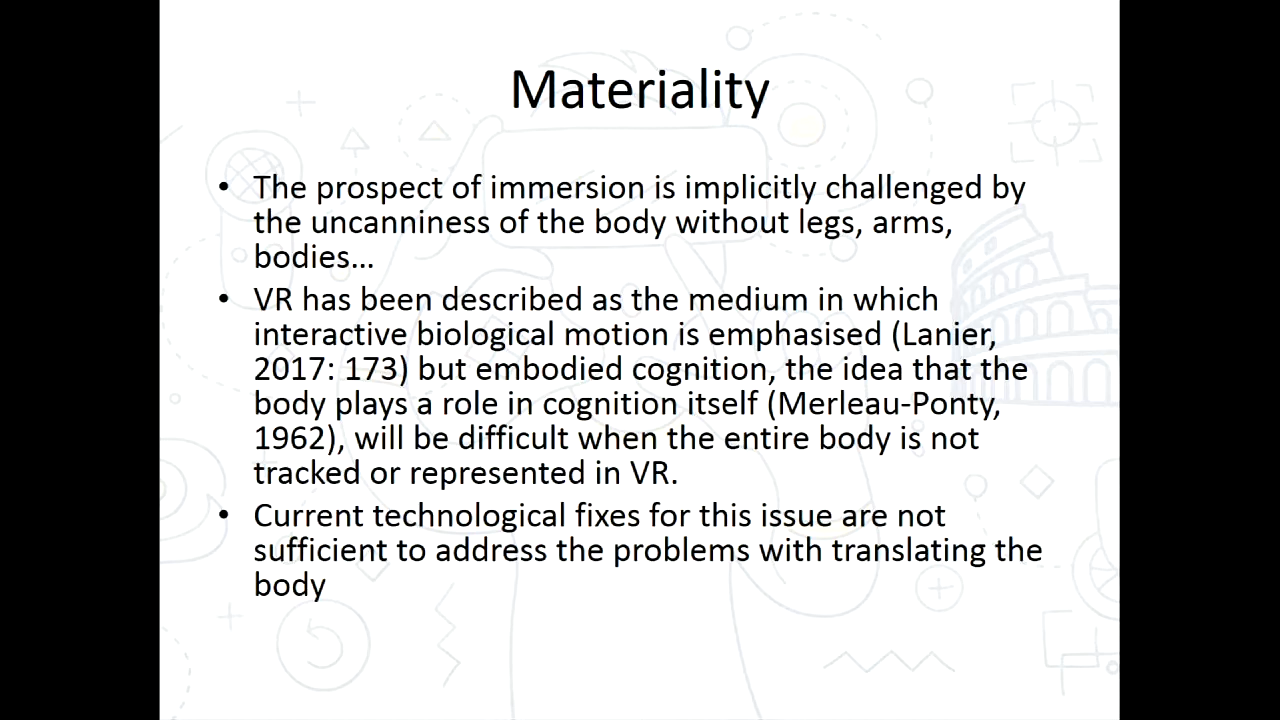 Materiality
• The prospect of immersion is implicitly challenged by
the uncanniness of the body without legs, arms,
bodies...
• VR has been described as the medium in which
interactive biological motion is emphasised (Lanier,
2017: 173) but embodied cognition, the idea that the
body plays a role in cognition itself (Merleau-Ponty,
1962), will be difficult when the entire body is not
tracked or represented in VR.
• Current technological fixes for this issue are not
sufficient to address the problems with translating the
body